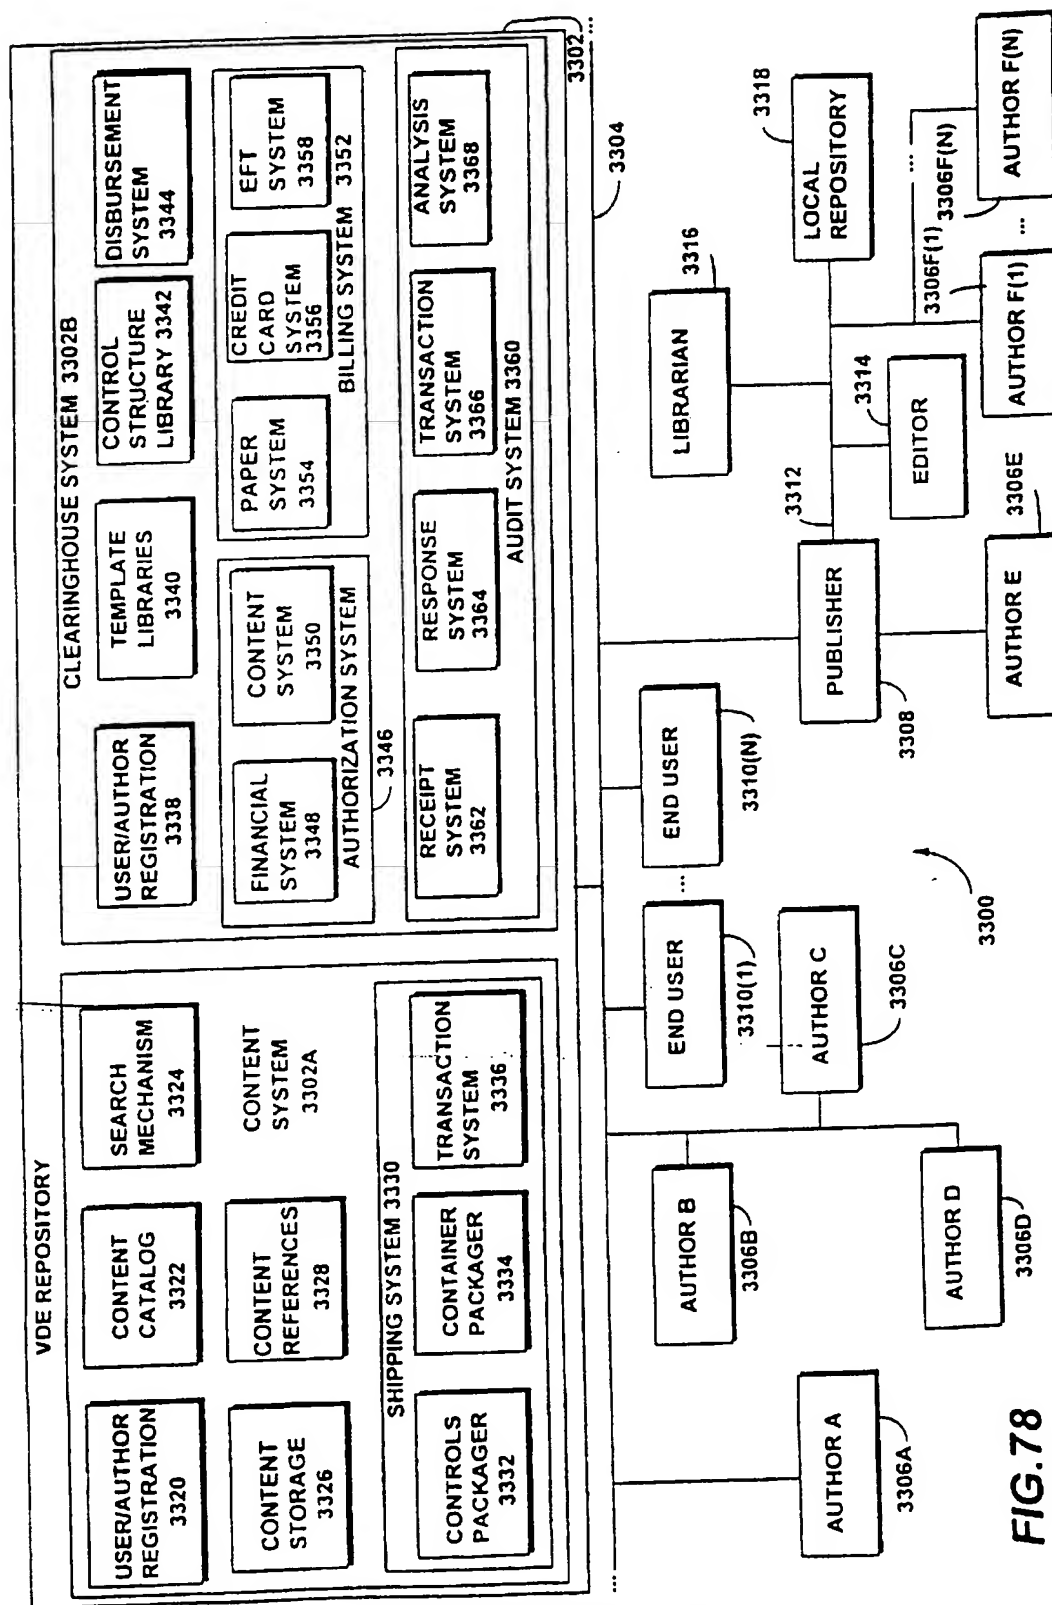 VDE REPOSITORY
3302
...
USER/AUTHOR
REGISTRATION
3320
CONTENT
CATALOG
3322
SEARCH
MECHANISM
3324
CONTENT
STORAGE
3326
CONTENT
REFERENCES
3328
CONTENT
SYSTEM
3302A
SHIPPING SYSTEM 3330
CONTROLS
PACKAGER
3332
CONTAINER
PACKAGER
3334
TRANSACTION
SYSTEM
3336
CLEARINGHOUSE SYSTEM 3302B
USER/AUTHOR
REGISTRATION
3338
TEMPLATE
LIBRARIES
3340
CONTROL
STRUCTURE
LIBRARY 3342
DISBURSEMENT
SYSTEM
3344
FINANCIAL
SYSTEM
3348
CONTENT
SYSTEM
3350
AUTHORIZATION SYSTEM
3346
PAPER
SYSTEM
3354
CREDIT
CARD
SYSTEM
3356
EFT
SYSTEM
3358
BILLING SYSTEM 3352
RECEIPT
SYSTEM
3362
RESPONSE
SYSTEM
3364
TRANSACTION
SYSTEM
3366
ANALYSIS
SYSTEM
3368
AUDIT SYSTEM 3360
...
3304
AUTHOR A
3306A
AUTHOR B
3306B
AUTHOR C
3306C
AUTHOR D
3306D
END USER
3310(1)
...
END USER
3310(N)
PUBLISHER
3308
3312
LIBRARIAN
3316
LOCAL
REPOSITORY
3318
EDITOR
3314
AUTHOR E
3306E
AUTHOR F(1)
3306F(1)
...
...
AUTHOR F(N)
3306F(N)
3300
FIG.78